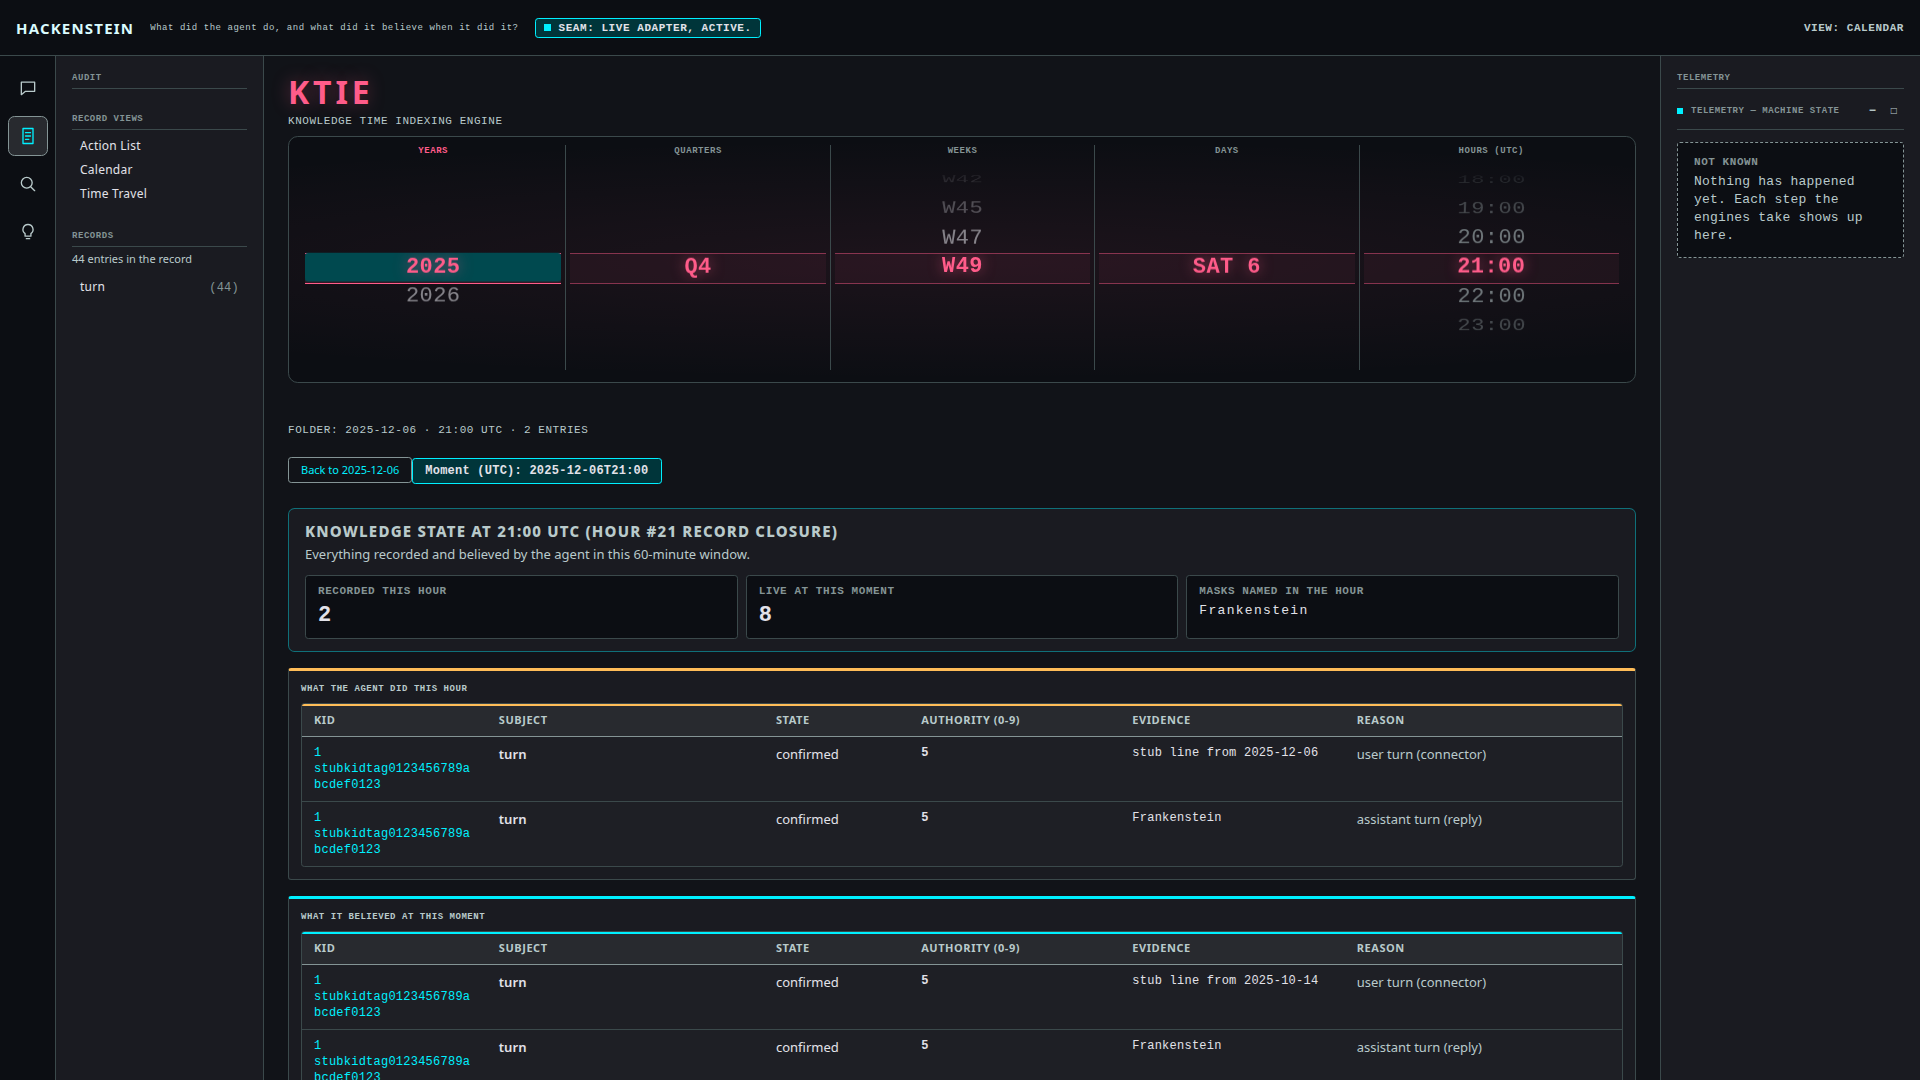 HACKENSTEIN
What did the agent do, and what did it believe when it did it?
SEAM: LIVE ADAPTER, ACTIVE.
VIEW: CALENDAR
AUDIT
RECORD VIEWS
Action List
Calendar
Time Travel
RECORDS
44 entries in the record
turn (44)
KTIE
KNOWLEDGE TIME INDEXING ENGINE
YEARS QUARTERS WEEKS DAYS HOURS (UTC)
W42 18:00
W45 19:00
W47 20:00
2025 Q4 W49 SAT 6 21:00
2026 22:00
23:00
FOLDER: 2025-12-06 · 21:00 UTC · 2 ENTRIES
Back to 2025-12-06
Moment (UTC): 2025-12-06T21:00
KNOWLEDGE STATE AT 21:00 UTC (HOUR #21 RECORD CLOSURE)
Everything recorded and believed by the agent in this 60-minute window.
RECORDED THIS HOUR
2
LIVE AT THIS MOMENT
8
MASKS NAMED IN THE HOUR
Frankenstein
WHAT THE AGENT DID THIS HOUR
KID SUBJECT STATE AUTHORITY (0-9) EVIDENCE REASON
1 turn confirmed 5 stub line from 2025-12-06 user turn (connector)
stubkidtag0123456789a
bcdef0123
1 turn confirmed 5 Frankenstein assistant turn (reply)
stubkidtag0123456789a
bcdef0123
WHAT IT BELIEVED AT THIS MOMENT
KID SUBJECT STATE AUTHORITY (0-9) EVIDENCE REASON
1 turn confirmed 5 stub line from 2025-10-14 user turn (connector)
stubkidtag0123456789a
bcdef0123
1 turn confirmed 5 Frankenstein assistant turn (reply)
stubkidtag0123456789a
bcdef0123
TELEMETRY
TELEMETRY — MACHINE STATE
NOT KNOWN
Nothing has happened
yet. Each step the
engines take shows up
here.